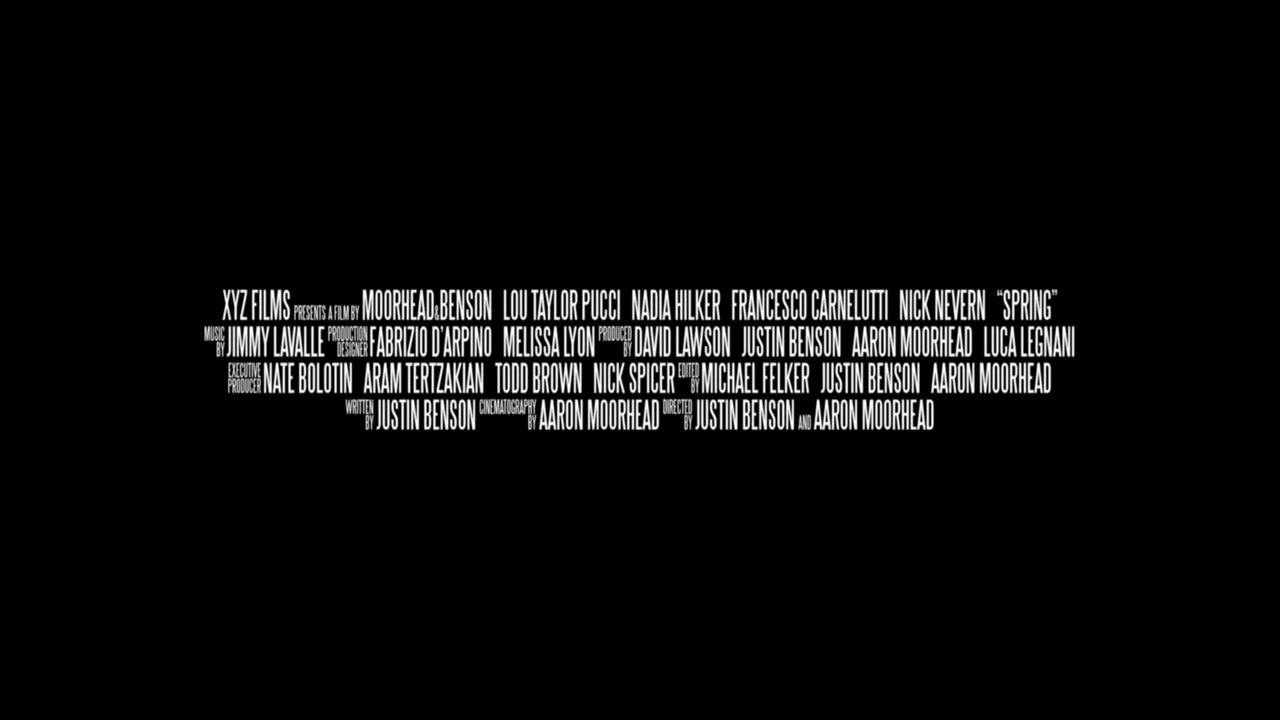 XYZ FILMS PRESENTS A FILM BY MOORHEAD&BENSON LOU TAYLOR PUCCI NADIA HILKER FRANCESCO CARNELUTTI NICK NEVERN “SPRING”
MUSIC BY JIMMY LAVALLE PRODUCTION DESIGNER FABRIZIO D'ARPINO MELISSA LYON PRODUCED BY DAVID LAWSON JUSTIN BENSON AARON MOORHEAD LUCA LEGNANI
EXECUTIVE PRODUCER NATE BOLOTIN ARAM TERTZAKIAN TODD BROWN NICK SPICER EDITED BY MICHAEL FELKER JUSTIN BENSON AARON MOORHEAD
WRITTEN BY JUSTIN BENSON CINEMATOGRAPHY BY AARON MOORHEAD DIRECTED BY JUSTIN BENSON AND AARON MOORHEAD